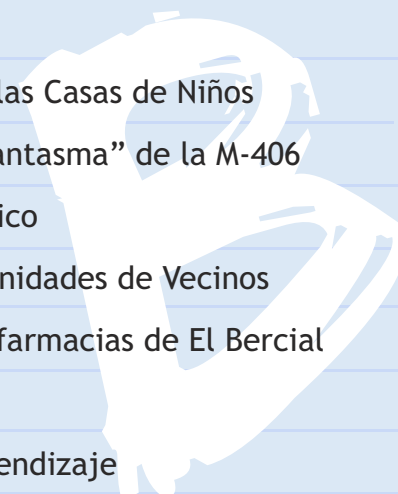 las Casas de Niños
antasma” de la M-406
ico
nidades de Vecinos
farmacias de El Bercial
endizaje